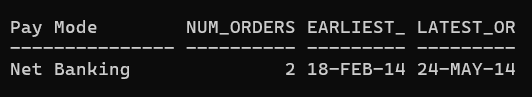 Pay Mode NUM_ORDERS EARLIEST_ LATEST_OR
--------------- ---------- --------- ---------
Net Banking 2 18-FEB-14 24-MAY-14